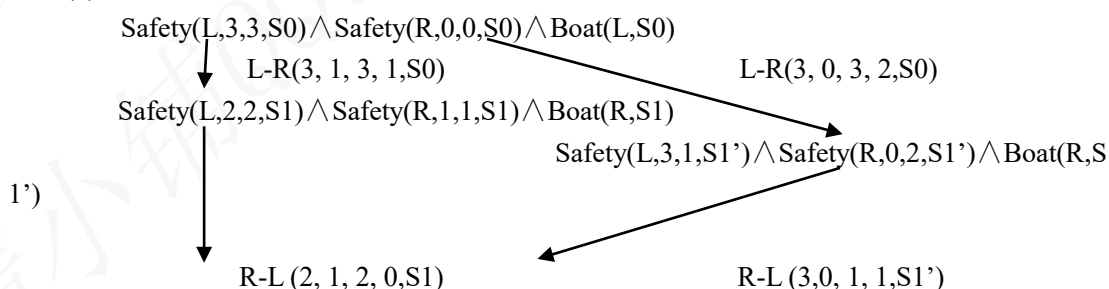 Safety(L,3,3,S0)∧Safety(R,0,0,S0)∧Boat(L,S0)
L-R(3, 1, 3, 1,S0) L-R(3, 0, 3, 2,S0)
Safety(L,2,2,S1)∧Safety(R,1,1,S1)∧Boat(R,S1)
Safety(L,3,1,S1’)∧Safety(R,0,2,S1’)∧Boat(R,S
1’)
R-L (2, 1, 2, 0,S1) R-L (3,0, 1, 1,S1’)